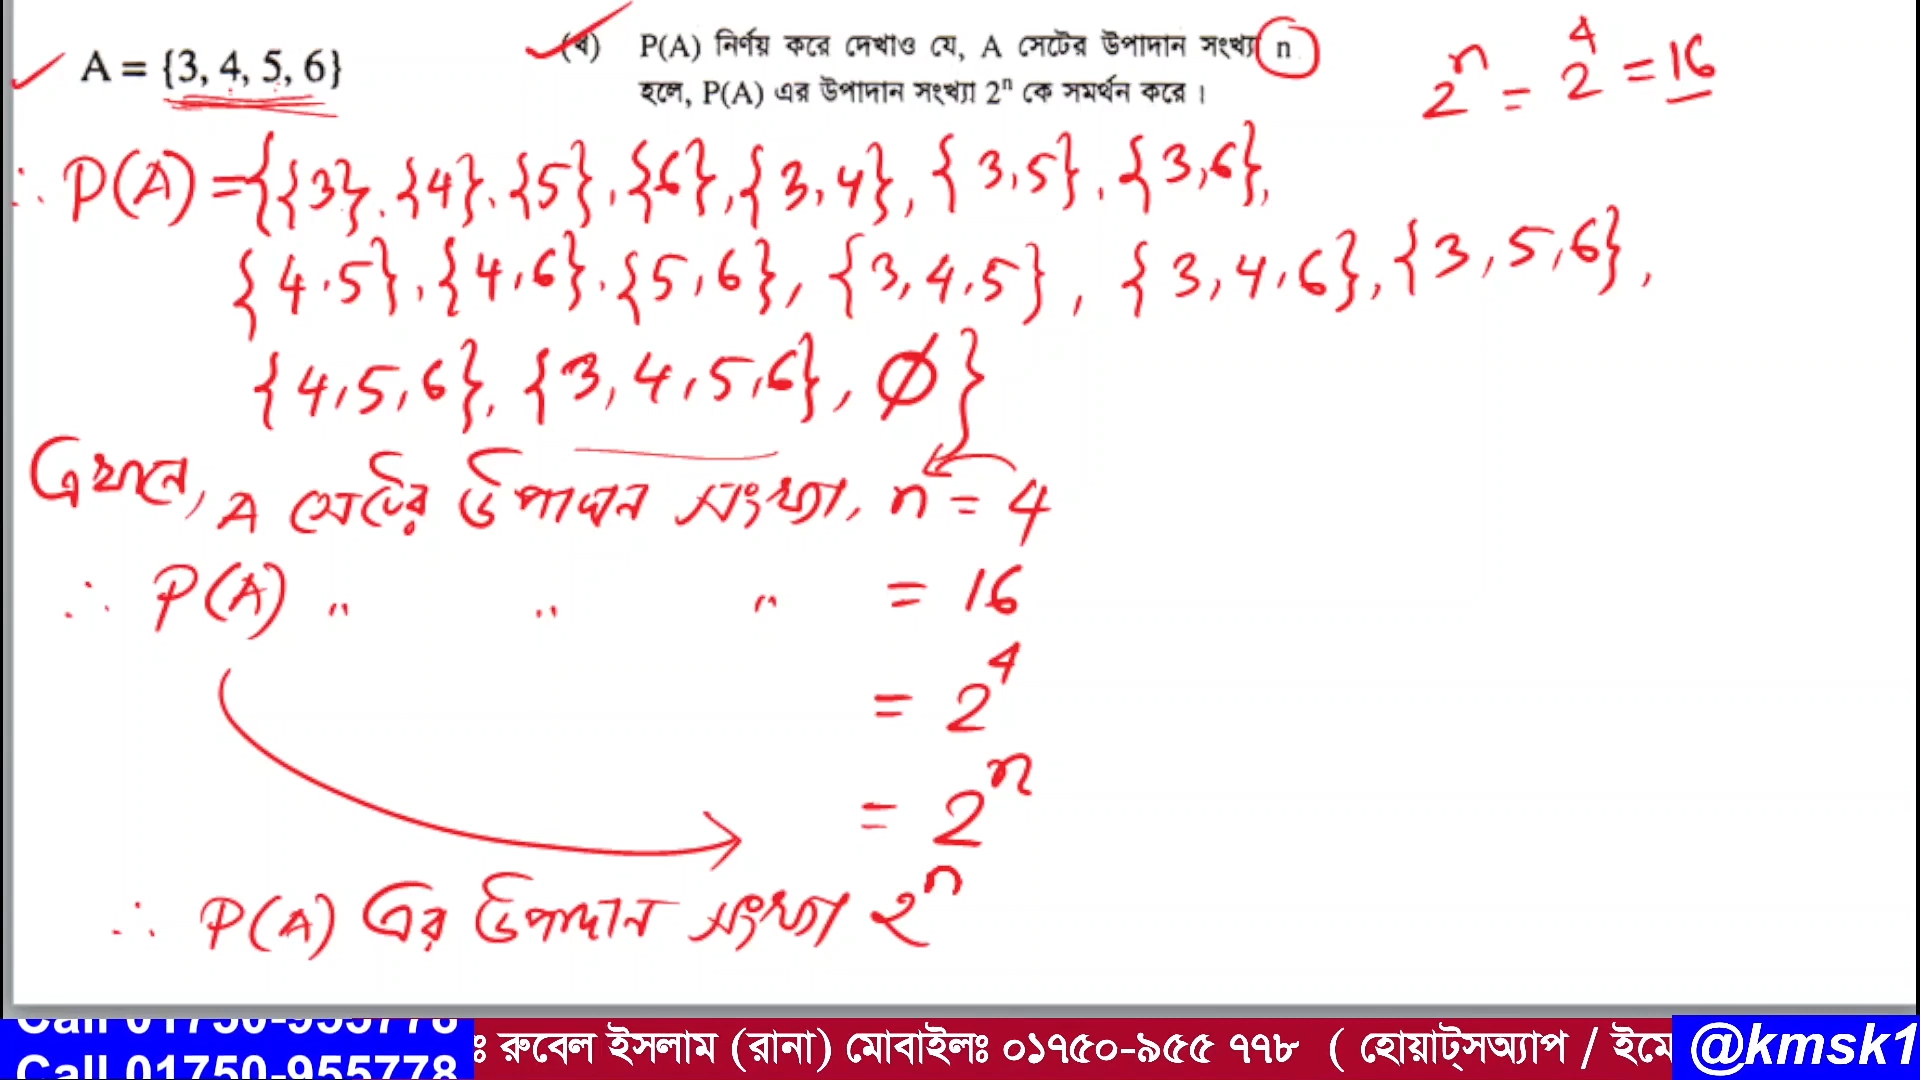 A = {3, 4, 5, 6}
(খ) P(A) নির্ণয় করে দেখাও যে, A সেটের উপাদান সংখ্যা n
হলে, P(A) এর উপাদান সংখ্যা 2ⁿ কে সমর্থন করে।
2ⁿ = 2⁴ = 16
∴ P(A) = {{3}, {4}, {5}, {6}, {3, 4}, {3, 5}, {3, 6},
{4, 5}, {4, 6}, {5, 6}, {3, 4, 5}, {3, 4, 6}, {3, 5, 6},
{4, 5, 6}, {3, 4, 5, 6}, Ø}
এখানে, A সেটের উপাদান সংখ্যা, n = 4
∴ P(A) " " " = 16
= 2⁴
= 2ⁿ
∴ P(A) এর উপাদান সংখ্যা 2ⁿ
Call 01750-955778
Call 01750-955778
ঃ রুবেল ইসলাম (রানা) মোবাইলঃ ০১৭৫০-৯৫৫ ৭৭৮ ( হোয়াট্সঅ্যাপ / ইমে
@kmsk1